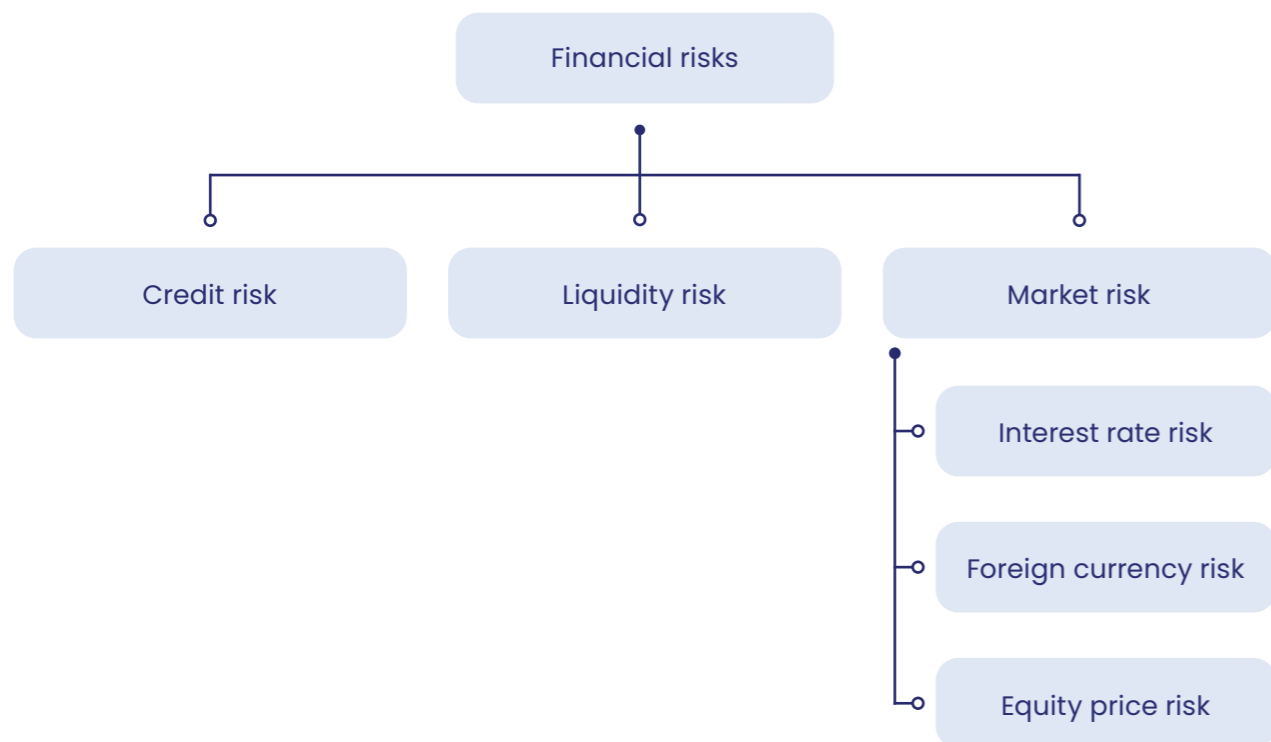 Financial risks
Credit risk
Liquidity risk
Market risk
Interest rate risk
Foreign currency risk
Equity price risk